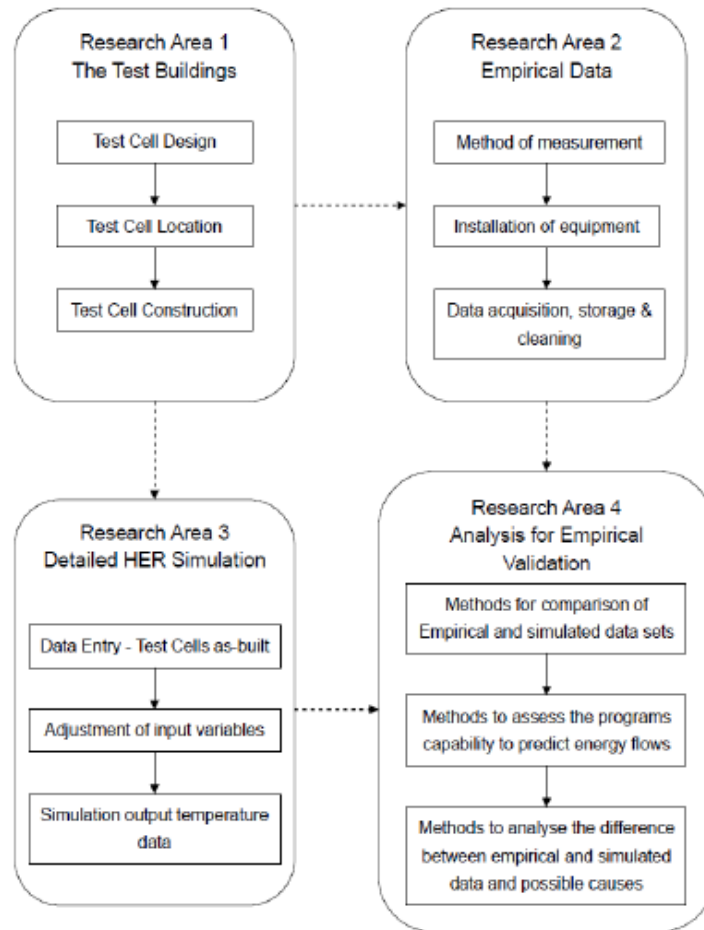 Research Area 1
The Test Buildings
Test Cell Design
Test Cell Location
Test Cell Construction
Research Area 2
Empirical Data
Method of measurement
Installation of equipment
Data acquisition, storage &
cleaning
Research Area 3
Detailed HER Simulation
Data Entry - Test Cells as-built
Adjustment of input variables
Simulation output temperature
data
Research Area 4
Analysis for Empirical
Validation
Methods for comparison of
Empirical and simulated data sets
Methods to assess the programs
capability to predict energy flows
Methods to analyse the difference
between empirical and simulated
data and possible causes